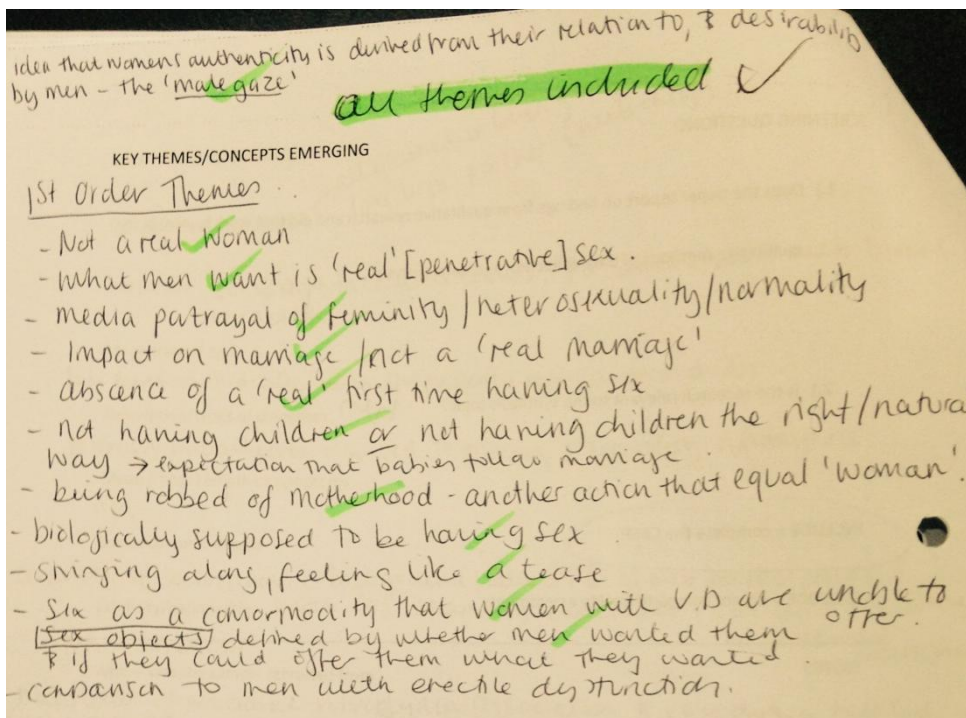 idea that womens authenticity is derived from their relation to, & desirability
by men - the 'male gaze'
all themes included
KEY THEMES/CONCEPTS EMERGING
1st Order Themes
- Not a real woman
- What men want is 'real' [penetrative] sex.
- media portrayal of feminity / heterosexuality/normality
- Impact on marriage / not a 'real marriage'
- absence of a 'real' first time having sex
- not having children or not having children the right/natural
way → expectation that babies follow marriage.
- being robbed of motherhood - another action that equal 'woman'.
- biologically supposed to be having sex.
- stringing along, feeling like a tease
- Sex as a comormodity that women with V.D are unable to
offer.
sex objects defined by whether men wanted them
& if they could offer them what they wanted.
- comparison to men with erectile dysfunction.